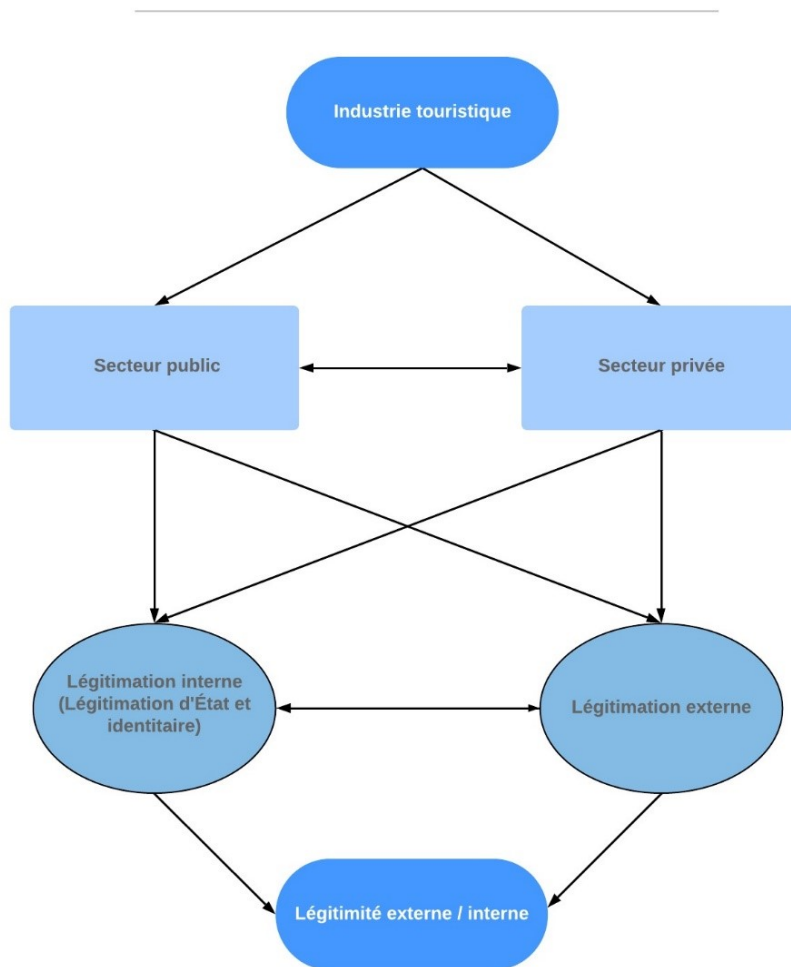 Industrie touristique
Secteur public
Secteur privée
Légitimation interne
(Légitimation d'État et
identitaire)
Légitimation externe
Légitimité externe / interne